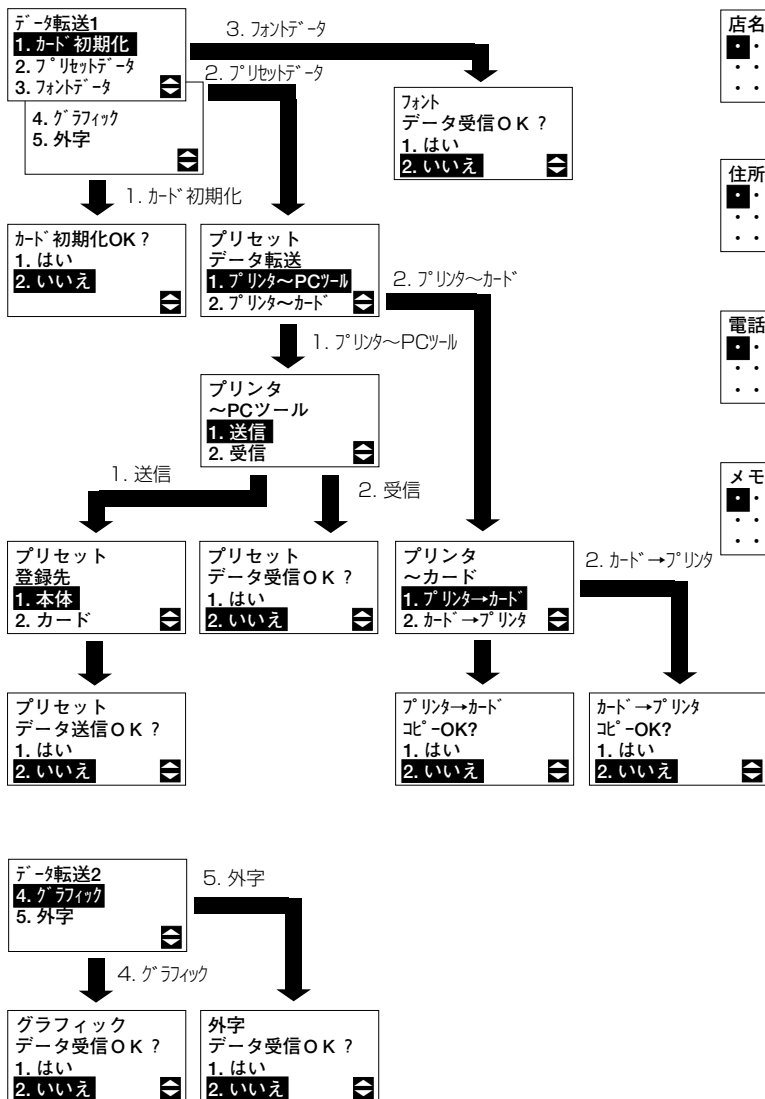 データ転送1
1. カード初期化
2. プリセットデータ
3. フォントデータ
4. グラフィック
5. 外字
3. フォントデータ
2. プリセットデータ
フォント
データ受信OK ?
1. はい
2. いいえ
1. カード初期化
カード初期化OK ?
1. はい
2. いいえ
プリセット
データ転送
1. プリンタ～PCツール
2. プリンタ～カード
2. プリンタ～カード
1. プリンタ～PCツール
プリンタ
～PCツール
1. 送信
2. 受信
1. 送信
2. 受信
プリセット
登録先
1. 本体
2. カード
プリセット
データ受信OK ?
1. はい
2. いいえ
プリンタ
～カード
1. プリンタ→カード
2. カード→プリンタ
2. カード→プリンタ
プリセット
データ送信OK ?
1. はい
2. いいえ
プリンタ→カード
コピーOK?
1. はい
2. いいえ
カード→プリンタ
コピーOK?
1. はい
2. いいえ
データ転送2
4. グラフィック
5. 外字
5. 外字
4. グラフィック
グラフィック
データ受信OK ?
1. はい
2. いいえ
外字
データ受信OK ?
1. はい
2. いいえ
店名
住所
電話
メモ